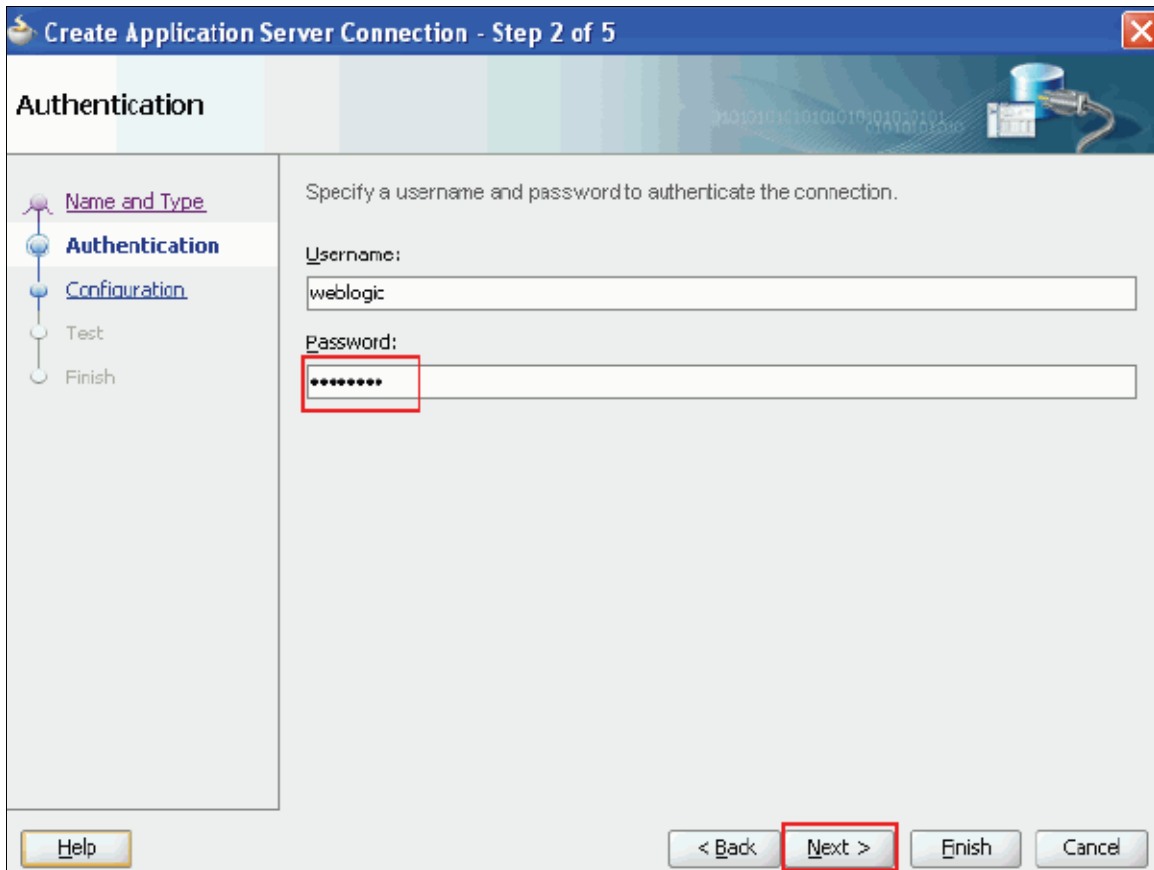 Create Application Server Connection - Step 2 of 5
Authentication
Name and Type
Authentication
Configuration
Test
Finish
Specify a username and password to authenticate the connection.
Username:
weblogic
Password:
••••••••
Help
< Back
Next >
Finish
Cancel